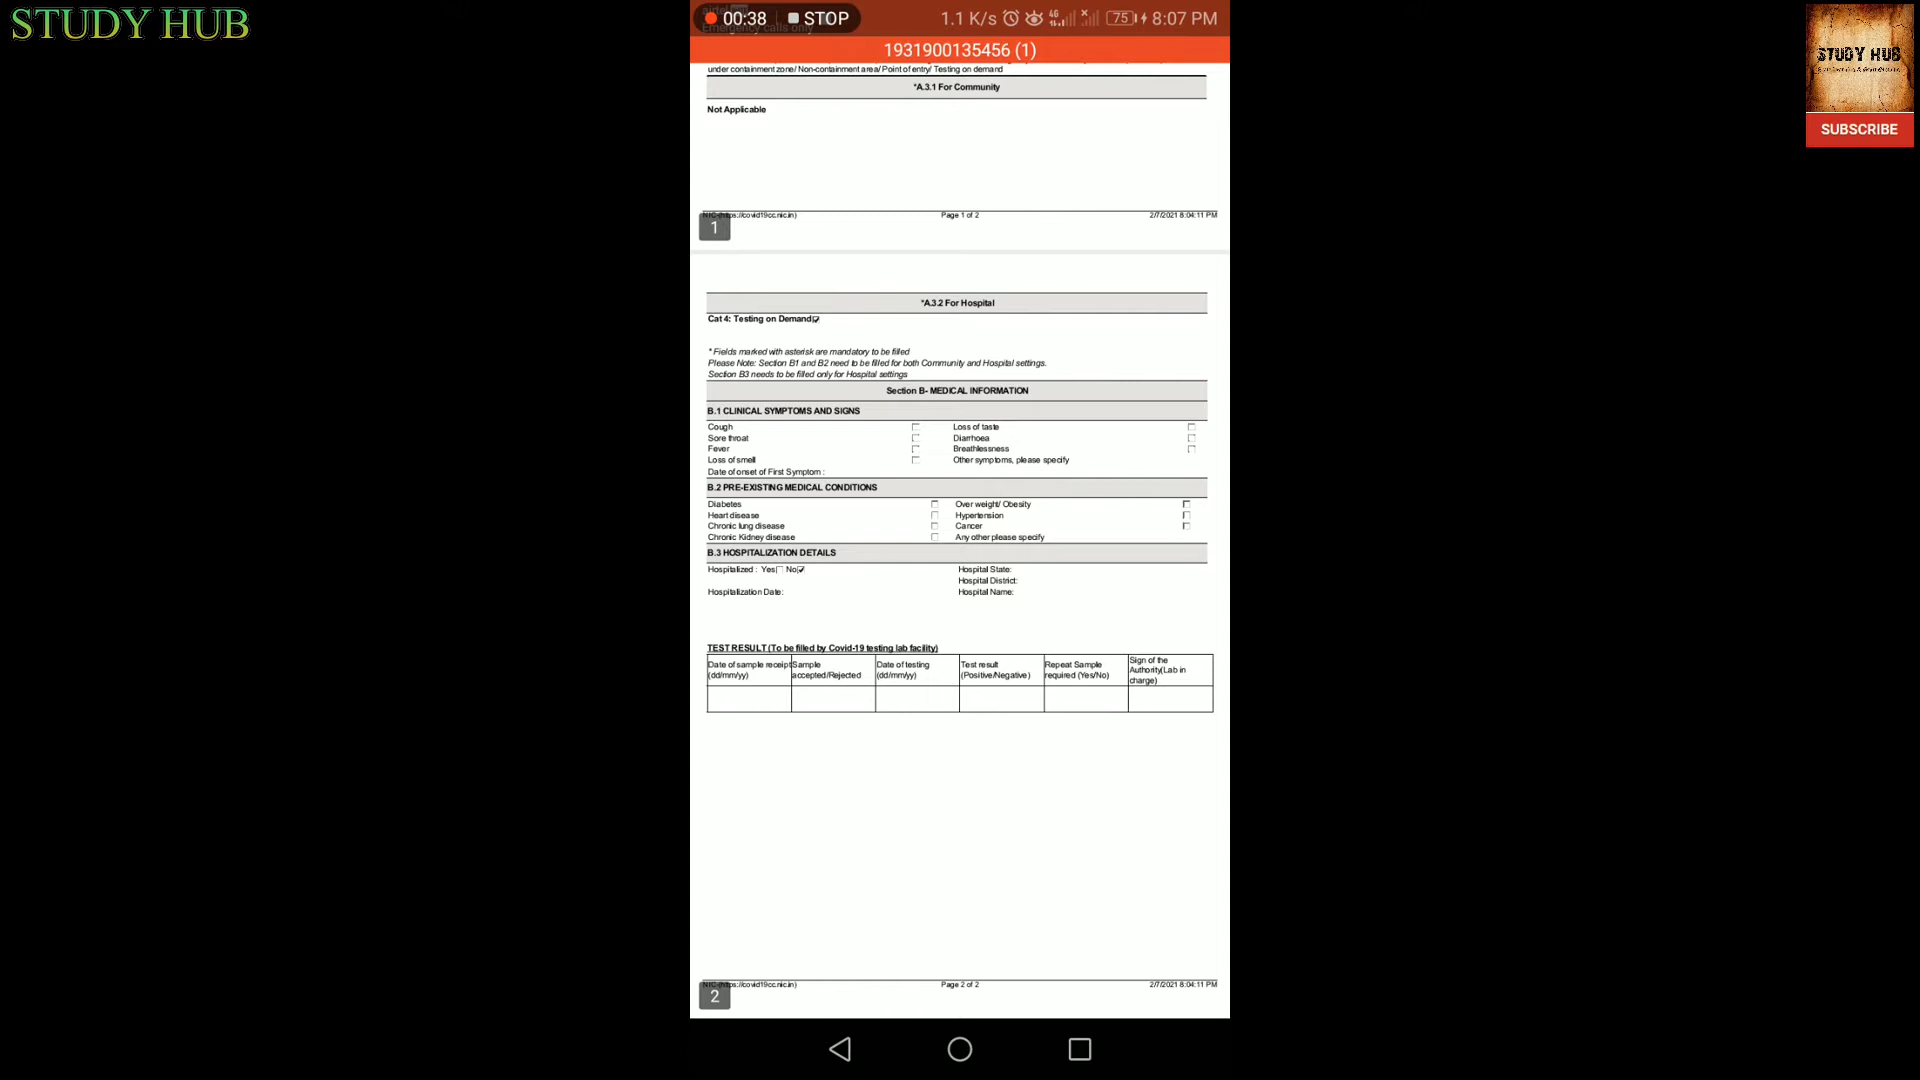 STUDY HUB
00:38 STOP
1.1 K/s 4G 75 8:07 PM
Emergency calls only
1931900135456 (1)
under containment zone/ Non-containment area/ Point of entry/ Testing on demand
*A.3.1 For Community
Not Applicable
Page 1 of 2
2/7/2021 8:04:11 PM
1
*A.3.2 For Hospital
Cat 4: Testing on Demand
* Fields marked with asterisk are mandatory to be filled
Please Note: Section B1 and B2 need to be filled for both Community and Hospital settings.
Section B3 needs to be filled only for Hospital settings
Section B- MEDICAL INFORMATION
B.1 CLINICAL SYMPTOMS AND SIGNS
Cough Loss of taste
Sore throat Diarrhoea
Fever Breathlessness
Loss of smell Other symptoms, please specify
Date of onset of First Symptom :
B.2 PRE-EXISTING MEDICAL CONDITIONS
Diabetes Over weight/ Obesity
Heart disease Hypertension
Chronic lung disease Cancer
Chronic Kidney disease Any other please specify
B.3 HOSPITALIZATION DETAILS
Hospitalized : Yes No Hospital State:
Hospital District:
Hospitalization Date: Hospital Name:
TEST RESULT (To be filled by Covid-19 testing lab facility)
Date of sample receipt (dd/mm/yy)
Sample accepted/Rejected
Date of testing (dd/mm/yy)
Test result (Positive/Negative)
Repeat Sample required (Yes/No)
Sign of the Authority(Lab in charge)
Page 2 of 2
2/7/2021 8:04:11 PM
2
STUDY HUB
SUBSCRIBE